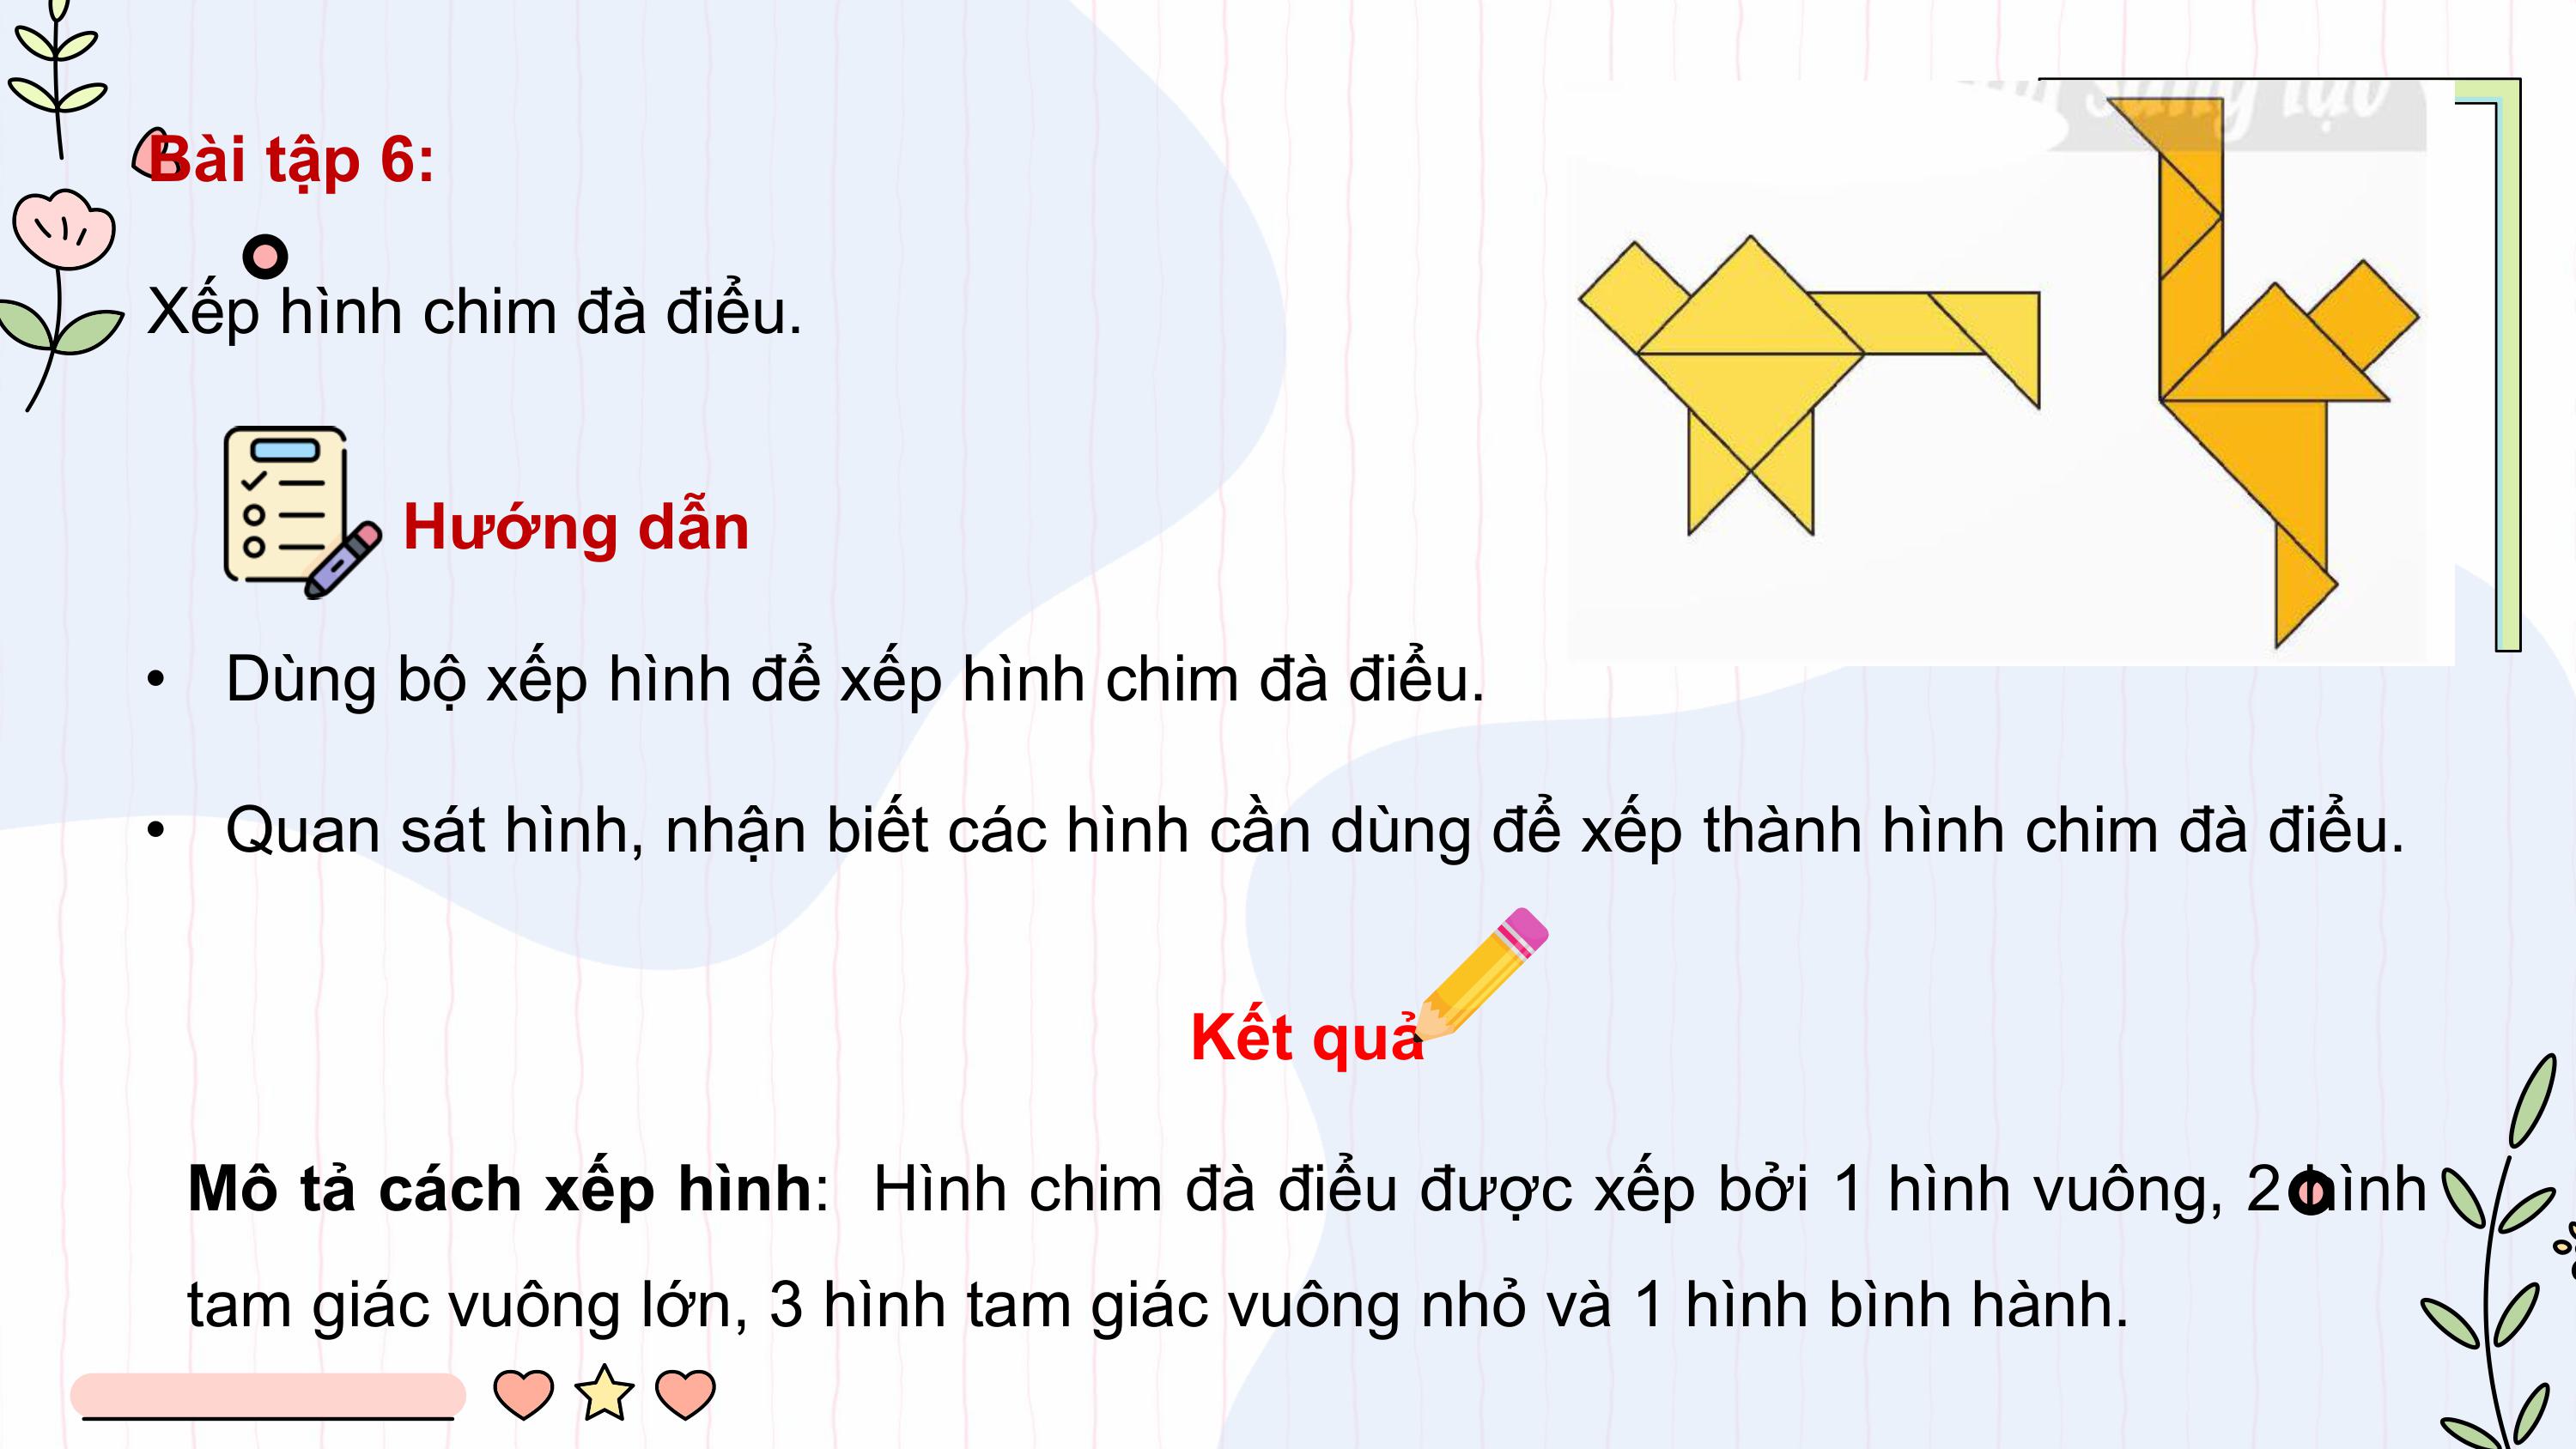 sáng tạo
Bài tập 6:
Xếp hình chim đà điểu.
Hướng dẫn
• Dùng bộ xếp hình để xếp hình chim đà điểu.
• Quan sát hình, nhận biết các hình cần dùng để xếp thành hình chim đà điểu.
Kết quả
Mô tả cách xếp hình: Hình chim đà điểu được xếp bởi 1 hình vuông, 2 hình
tam giác vuông lớn, 3 hình tam giác vuông nhỏ và 1 hình bình hành.